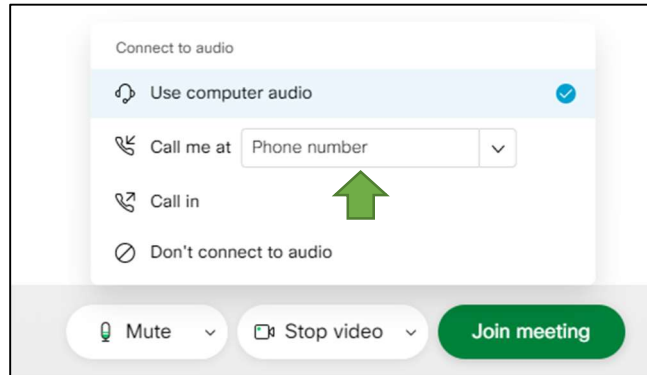 Connect to audio
Use computer audio
Call me at Phone number
Call in
Don't connect to audio
Mute Stop video Join meeting